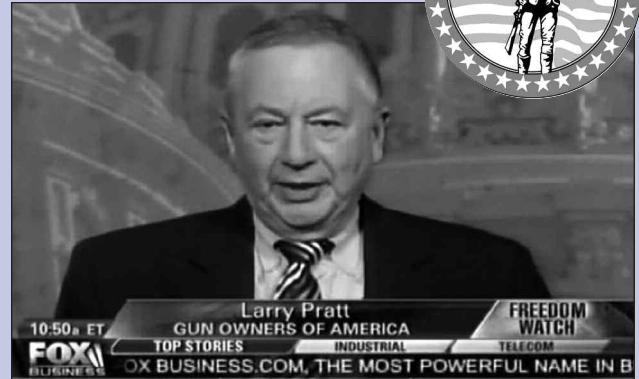 Larry Pratt
GUN OWNERS OF AMERICA
FREEDOM
WATCH
10:50a ET
TOP STORIES
INDUSTRIAL
TELECOM
FOX
BUSINESS
OX BUSINESS.COM, THE MOST POWERFUL NAME IN B